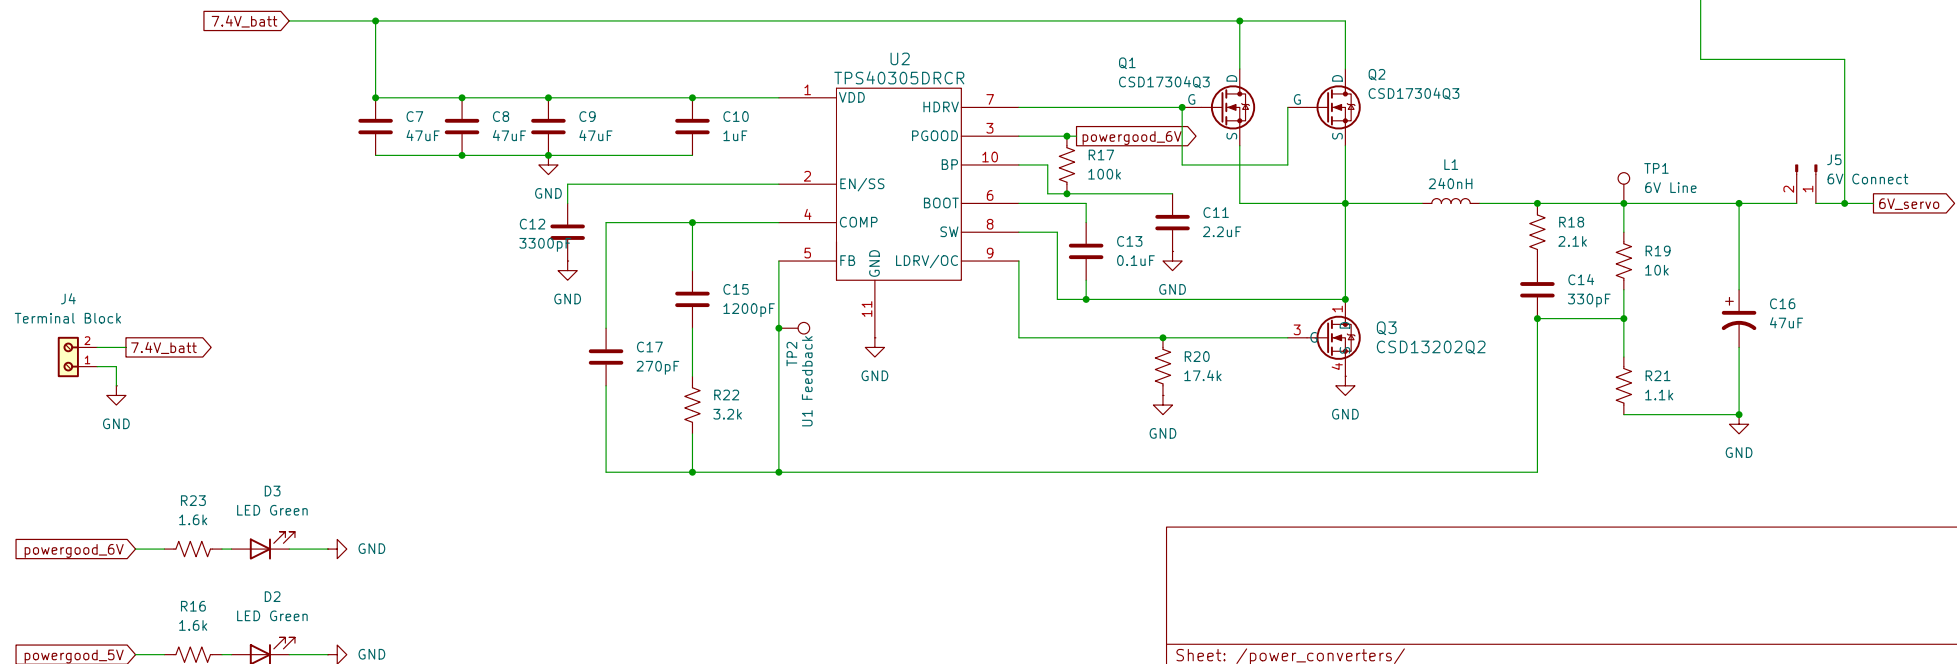 7.4V_batt
U2
TPS40305DRCR
1
VDD
2
EN/SS
4
COMP
5
FB
GND
11
HDRV
7
PGOOD
3
BP
10
BOOT
6
SW
8
LDRV/OC
9
GND
C7
47uF
C8
47uF
C9
47uF
C10
1uF
GND
C12
3300pF
GND
C15
1200pF
C17
270pF
R22
3.2k
TP2
U1 Feedback
powergood_6V
R17
100k
C11
2.2uF
GND
C13
0.1uF
Q1
CSD17304Q3
G
D
S
Q2
CSD17304Q3
G
D
S
Q3
CSD13202Q2
3
G
1
D
S
4
GND
R20
17.4k
GND
L1
240nH
R18
2.1k
C14
330pF
TP1
6V Line
R19
10k
R21
1.1k
C16
47uF
+
GND
J5
6V Connect
2
1
6V_servo
J4
Terminal Block
2
1
7.4V_batt
GND
powergood_6V
R23
1.6k
D3
LED Green
GND
powergood_5V
R16
1.6k
D2
LED Green
GND
Sheet: /power_converters/